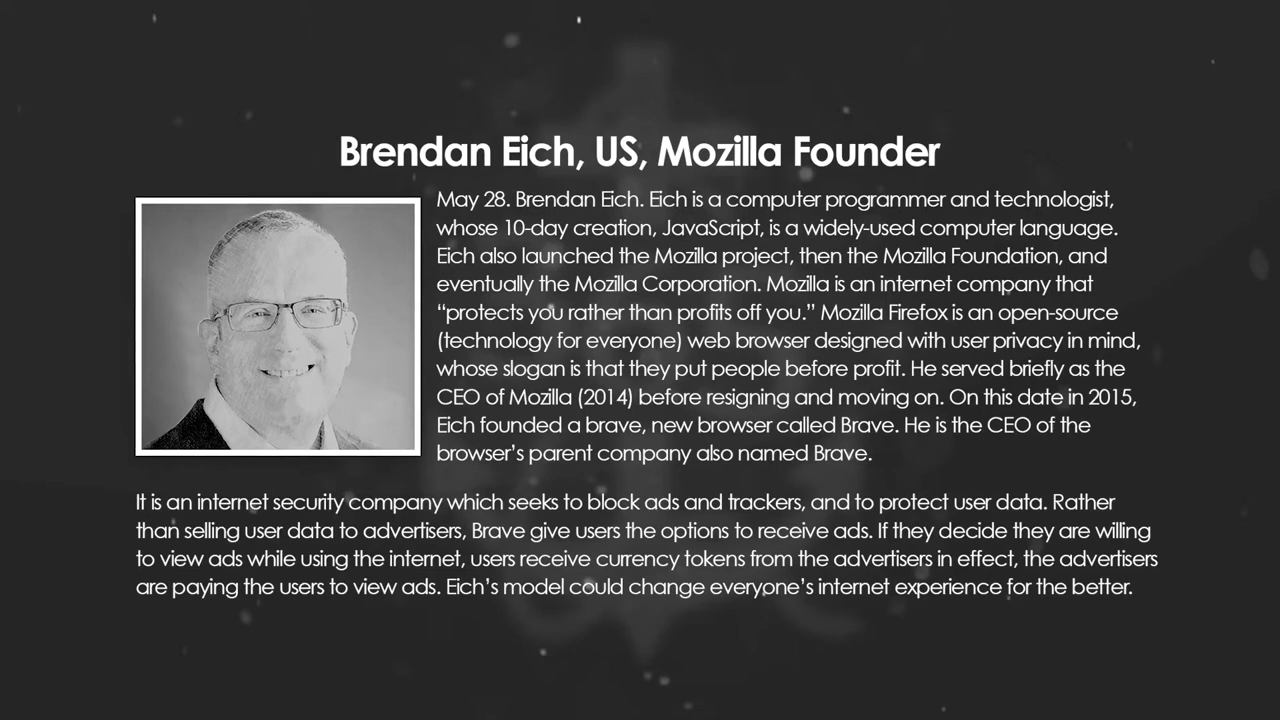 Brendan Eich, US, Mozilla Founder
May 28. Brendan Eich. Eich is a computer programmer and technologist,
whose 10-day creation, JavaScript, is a widely-used computer language.
Eich also launched the Mozilla project, then the Mozilla Foundation, and
eventually the Mozilla Corporation. Mozilla is an internet company that
“protects you rather than profits off you.” Mozilla Firefox is an open-source
(technology for everyone) web browser designed with user privacy in mind,
whose slogan is that they put people before profit. He served briefly as the
CEO of Mozilla (2014) before resigning and moving on. On this date in 2015,
Eich founded a brave, new browser called Brave. He is the CEO of the
browser’s parent company also named Brave.
It is an internet security company which seeks to block ads and trackers, and to protect user data. Rather
than selling user data to advertisers, Brave give users the options to receive ads. If they decide they are willing
to view ads while using the internet, users receive currency tokens from the advertisers in effect, the advertisers
are paying the users to view ads. Eich’s model could change everyone’s internet experience for the better.